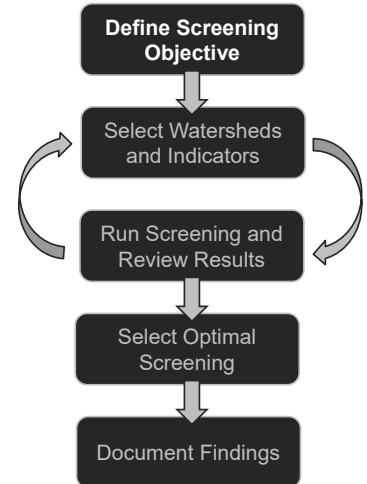 Define Screening
Objective
Select Watersheds
and Indicators
Run Screening and
Review Results
Select Optimal
Screening
Document Findings